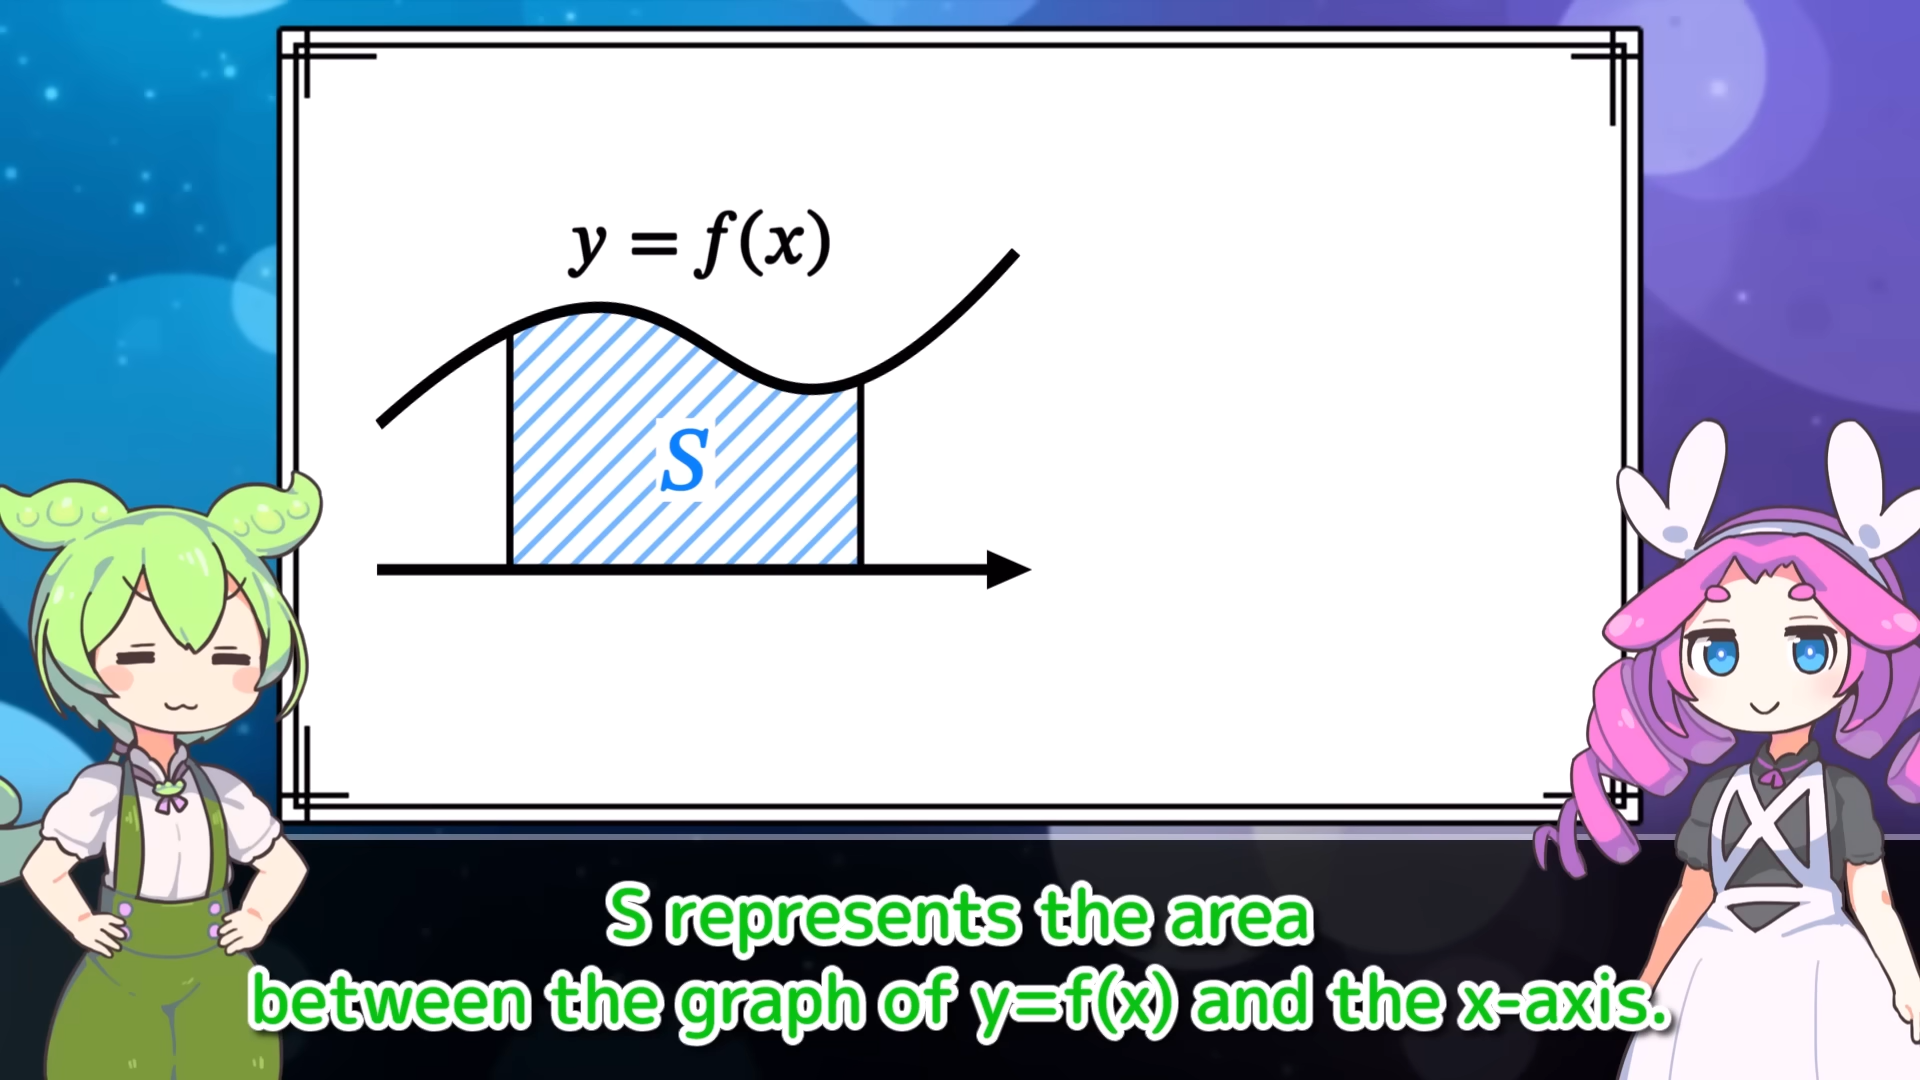 y = f(x)
S
S represents the area
between the graph of y=f(x) and the x-axis.